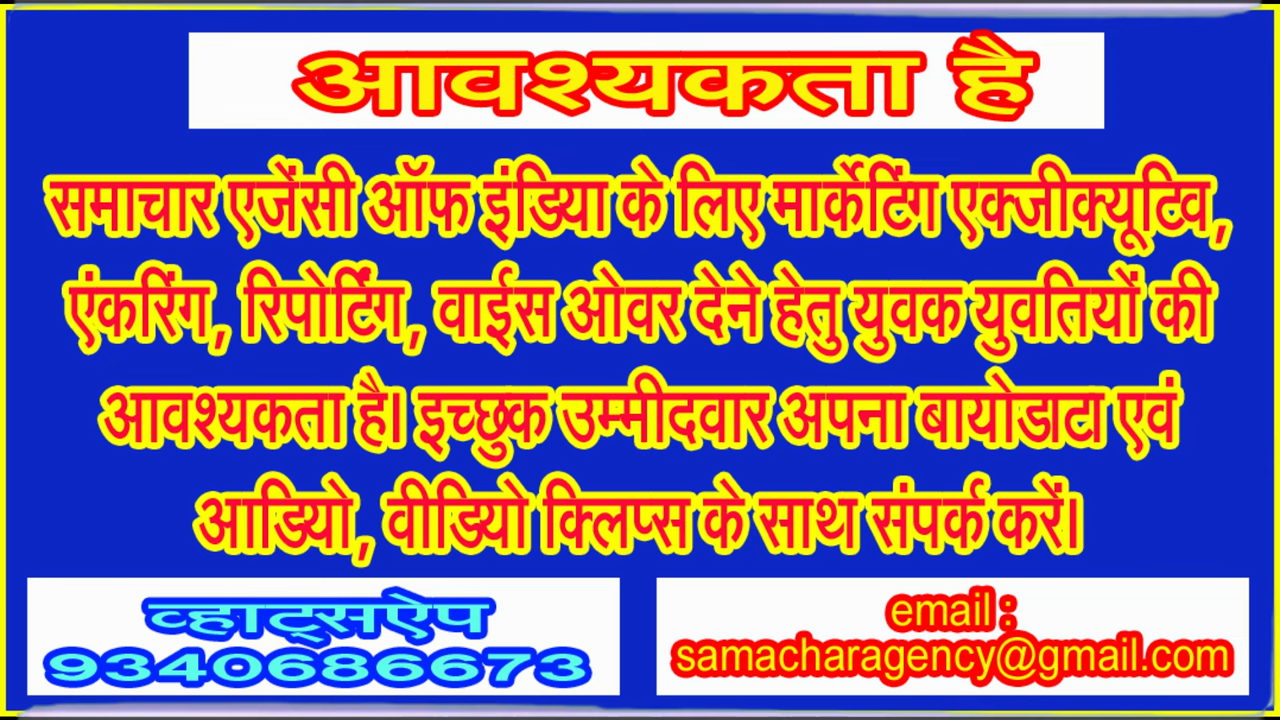 आवश्यकता है
समाचार एजेंसी ऑफ इंडिया के लिए मार्केटिंग एक्जीक्यूटिव,
एंकरिंग, रिपोर्टिंग, वाईस ओवर देने हेतु युवक युवतियों की
आवश्यकता है। इच्छुक उम्मीदवार अपना बायोडाटा एवं
आडियो, वीडियो क्लिप्स के साथ संपर्क करें।
व्हाट्सऐप
9340686673
email :
samacharagency@gmail.com